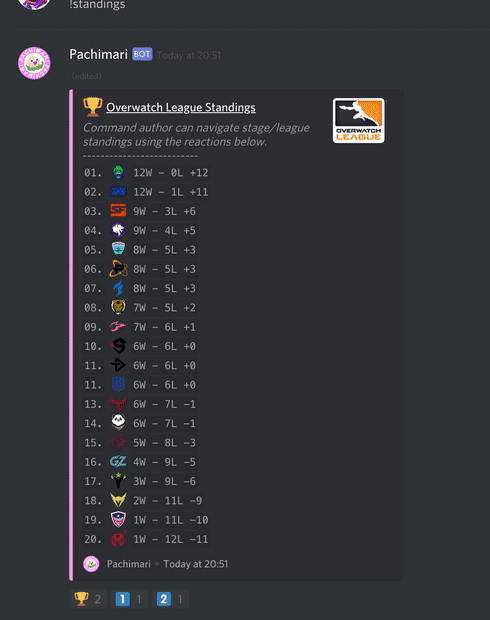 !standings
Pachimari BOT Today at 20:51
(edited)
Overwatch League Standings
OVERWATCH
LEAGUE
Command author can navigate stage/league
standings using the reactions below.
--------------------------
01. 12W - 0L +12
02. 12W - 1L +11
03. SF 9W - 3L +6
04. 9W - 4L +5
05. 8W - 5L +3
06. 8W - 5L +3
07. 8W - 5L +3
08. 7W - 5L +2
09. 7W - 6L +1
10. 6W - 6L +0
11. 6W - 6L +0
11. 6W - 6L +0
13. 6W - 7L -1
14. 6W - 7L -1
15. 5W - 8L -3
16. GZ 4W - 9L -5
17. 3W - 9L -6
18. 2W - 11L -9
19. 1W - 11L -10
20. 1W - 12L -11
Pachimari • Today at 20:51
2 1 1 2 1